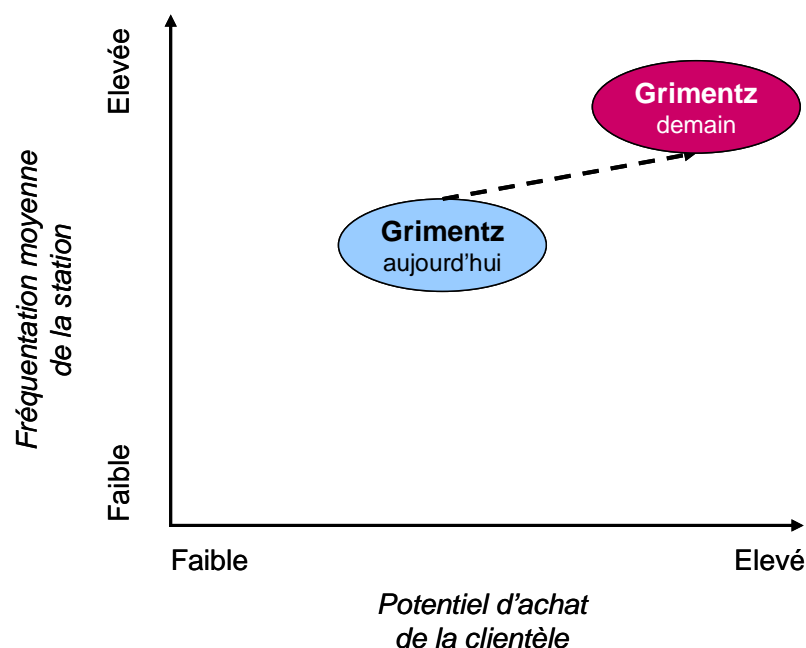 Elevée
Grimentz
demain
Grimentz
aujourd'hui
Fréquentation moyenne
de la station
Faible
Faible
Elevé
Potentiel d'achat
de la clientèle